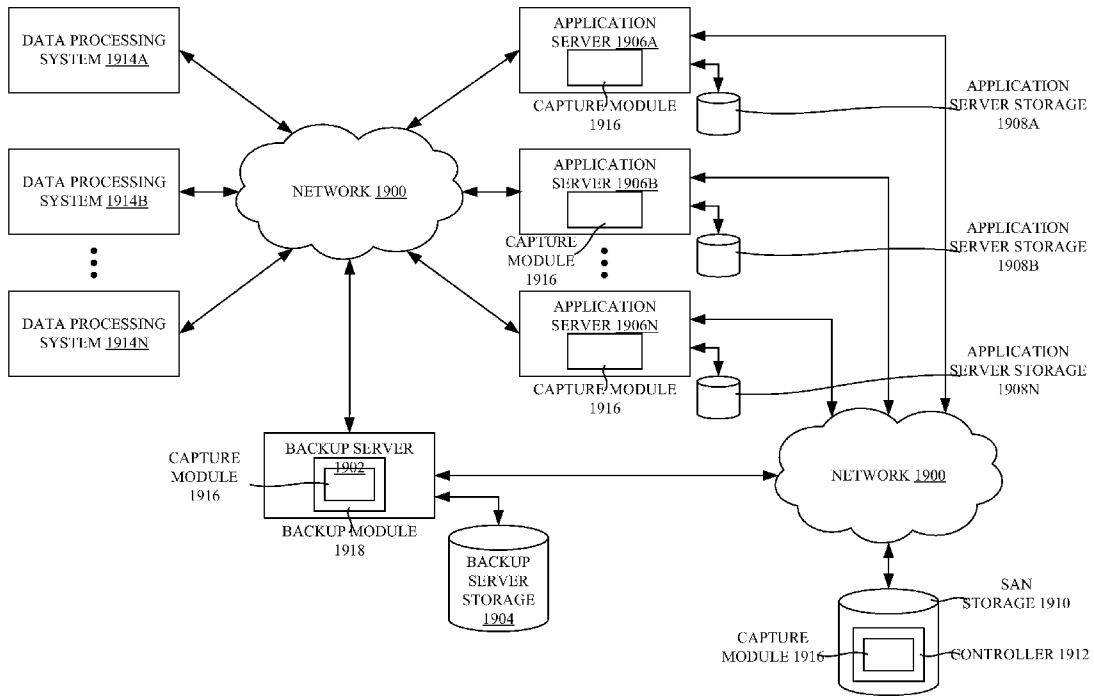 DATA PROCESSING
SYSTEM 1914A
APPLICATION
SERVER 1906A
CAPTURE MODULE
1916
APPLICATION
SERVER STORAGE
1908A
DATA PROCESSING
SYSTEM 1914B
NETWORK 1900
APPLICATION
SERVER 1906B
CAPTURE
MODULE
1916
APPLICATION
SERVER STORAGE
1908B
DATA PROCESSING
SYSTEM 1914N
APPLICATION
SERVER 1906N
CAPTURE MODULE
1916
APPLICATION
SERVER STORAGE
1908N
BACKUP SERVER
1902
CAPTURE
MODULE
1916
BACKUP MODULE
1918
NETWORK 1900
BACKUP
SERVER
STORAGE
1904
SAN
STORAGE 1910
CAPTURE
MODULE 1916
CONTROLLER 1912